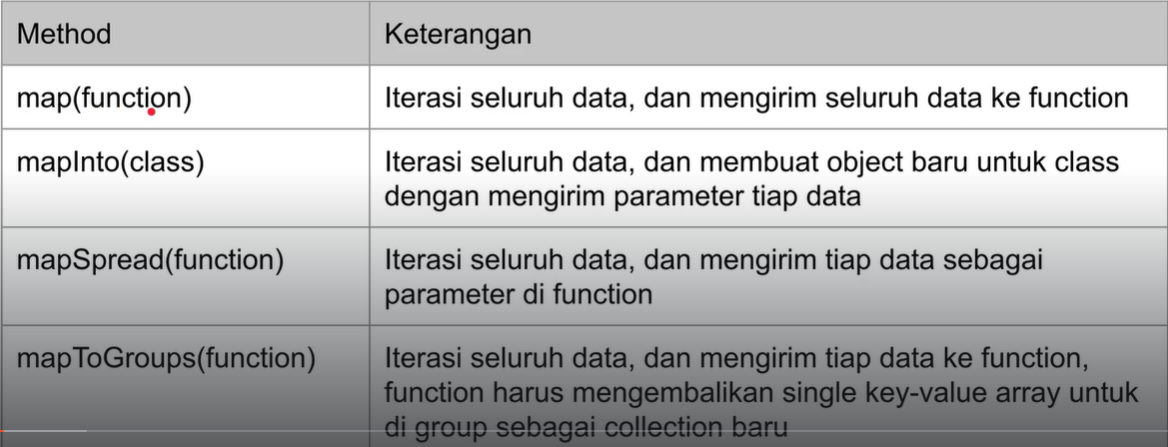 Method Keterangan
map(function) Iterasi seluruh data, dan mengirim seluruh data ke function
mapInto(class) Iterasi seluruh data, dan membuat object baru untuk class
dengan mengirim parameter tiap data
mapSpread(function) Iterasi seluruh data, dan mengirim tiap data sebagai
parameter di function
mapToGroups(function) Iterasi seluruh data, dan mengirim tiap data ke function,
function harus mengembalikan single key-value array untuk
di group sebagai collection baru